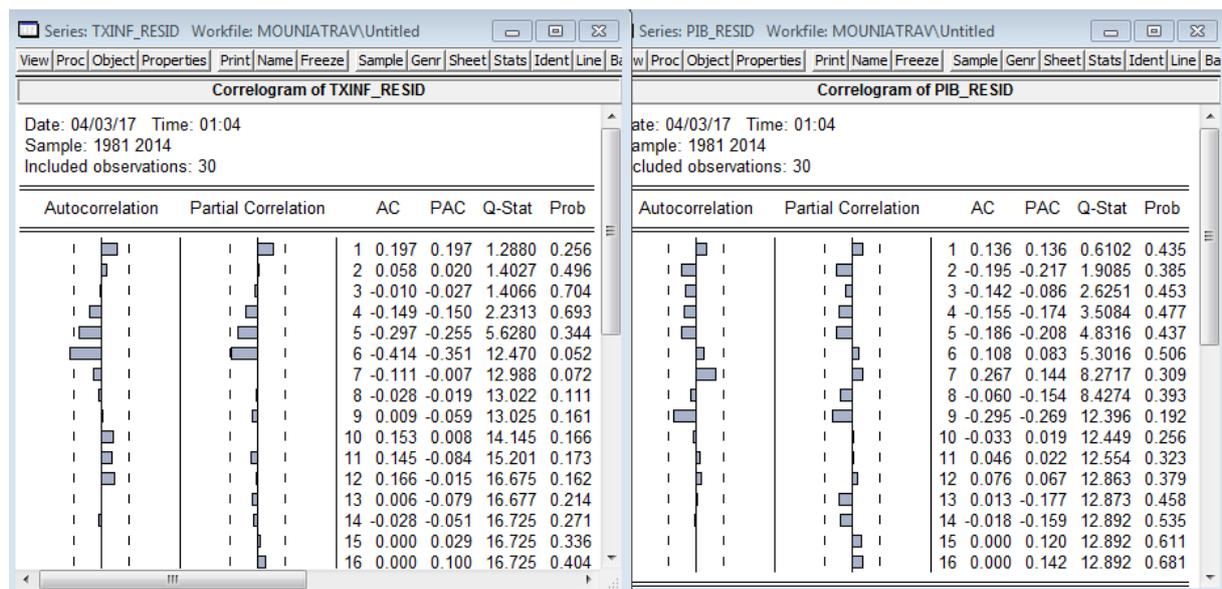 Series: TXINF_RESID Workfile: MOUNIATRAV\Untitled
View Proc Object Properties Print Name Freeze Sample Genr Sheet Stats Ident Line Ba
Correlogram of TXINF_RESID
Date: 04/03/17 Time: 01:04
Sample: 1981 2014
Included observations: 30
Autocorrelation Partial Correlation AC PAC Q-Stat Prob
1 0.197 0.197 1.2880 0.256
2 0.058 0.020 1.4027 0.496
3 -0.010 -0.027 1.4066 0.704
4 -0.149 -0.150 2.2313 0.693
5 -0.297 -0.255 5.6280 0.344
6 -0.414 -0.351 12.470 0.052
7 -0.111 -0.007 12.988 0.072
8 -0.028 -0.019 13.022 0.111
9 0.009 -0.059 13.025 0.161
10 0.153 0.008 14.145 0.166
11 0.145 -0.084 15.201 0.173
12 0.166 -0.015 16.675 0.162
13 0.006 -0.079 16.677 0.214
14 -0.028 -0.051 16.725 0.271
15 0.000 0.029 16.725 0.336
16 0.000 0.100 16.725 0.404
Series: PIB_RESID Workfile: MOUNIATRAV\Untitled
w Proc Object Properties Print Name Freeze Sample Genr Sheet Stats Ident Line Ba
Correlogram of PIB_RESID
ate: 04/03/17 Time: 01:04
ample: 1981 2014
cluded observations: 30
Autocorrelation Partial Correlation AC PAC Q-Stat Prob
1 0.136 0.136 0.6102 0.435
2 -0.195 -0.217 1.9085 0.385
3 -0.142 -0.086 2.6251 0.453
4 -0.155 -0.174 3.5084 0.477
5 -0.186 -0.208 4.8316 0.437
6 0.108 0.083 5.3016 0.506
7 0.267 0.144 8.2717 0.309
8 -0.060 -0.154 8.4274 0.393
9 -0.295 -0.269 12.396 0.192
10 -0.033 0.019 12.449 0.256
11 0.046 0.022 12.554 0.323
12 0.076 0.067 12.863 0.379
13 0.013 -0.177 12.873 0.458
14 -0.018 -0.159 12.892 0.535
15 0.000 0.120 12.892 0.611
16 0.000 0.142 12.892 0.681